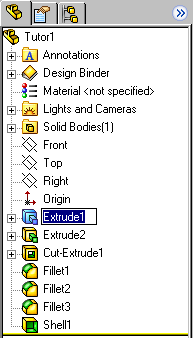 Tutor1
Annotations
Design Binder
Material <not specified>
Lights and Cameras
Solid Bodies(1)
Front
Top
Right
Origin
Extrude1
Extrude2
Cut-Extrude1
Fillet1
Fillet2
Fillet3
Shell1